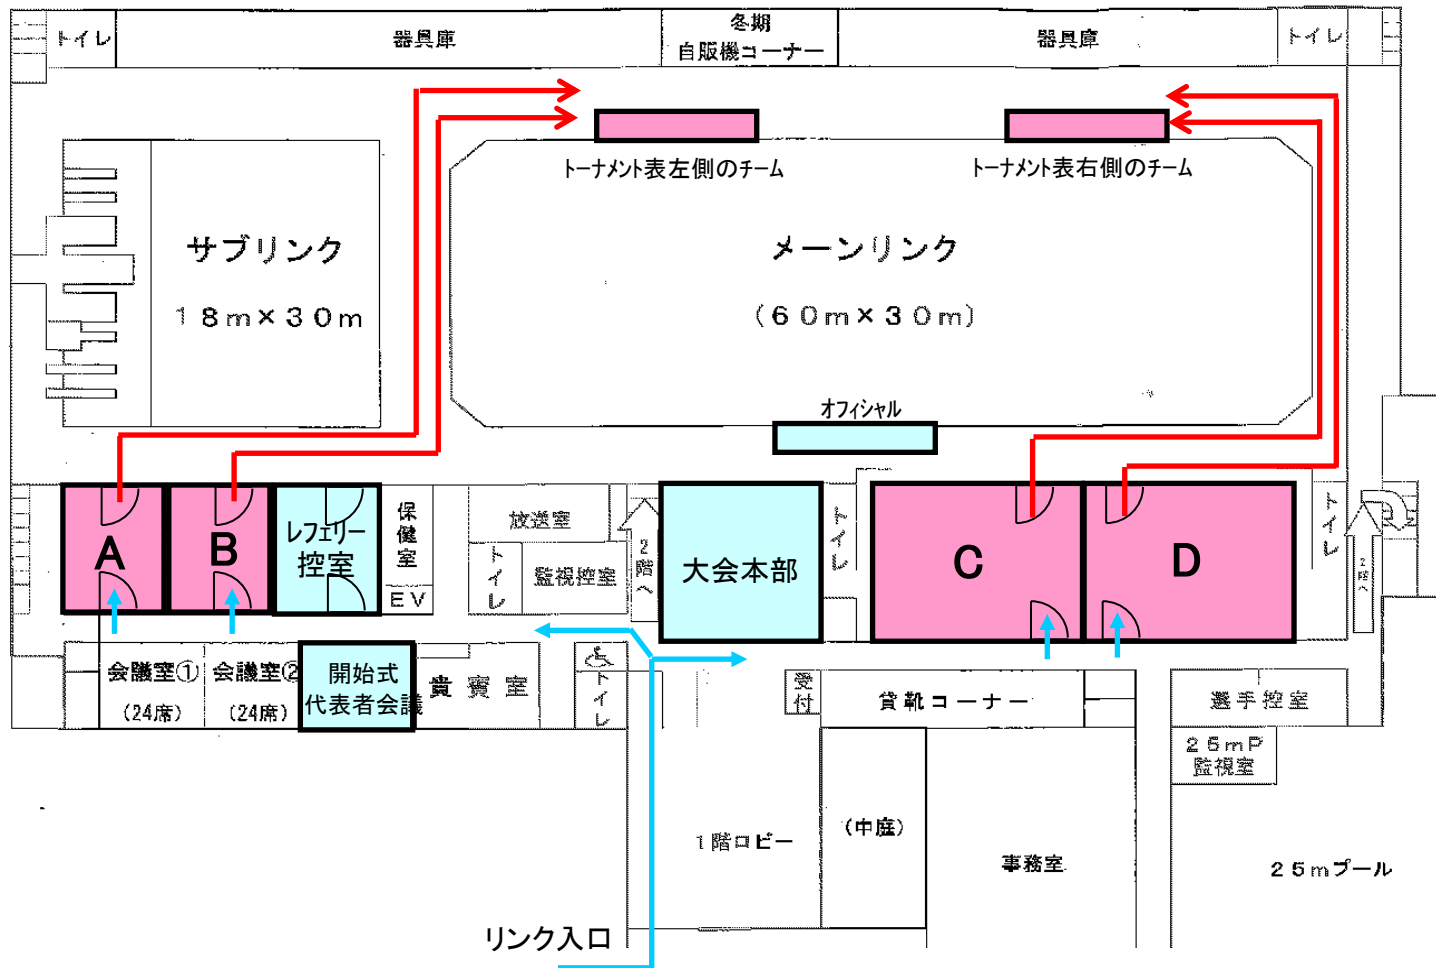 トイレ
器具庫
冬期
自販機コーナー
器具庫
トイレ
トーナメント表左側のチーム
トーナメント表右側のチーム
サブリンク
18m×30m
メーンリンク
(60m×30m)
オフィシャル
A
B
レフェリー
控室
保健室
EV
放送室
トイレ
監視控室
2階へ
大会本部
トイレ
C
D
トイレ
2階へ
会議室①
(24席)
会議室②
(24席)
開始式
代表者会議
貴賓室
トイレ
受付
貸靴コーナー
選手控室
25mP
監視室
1階ロビー
(中庭)
事務室
25mプール
リンク入口